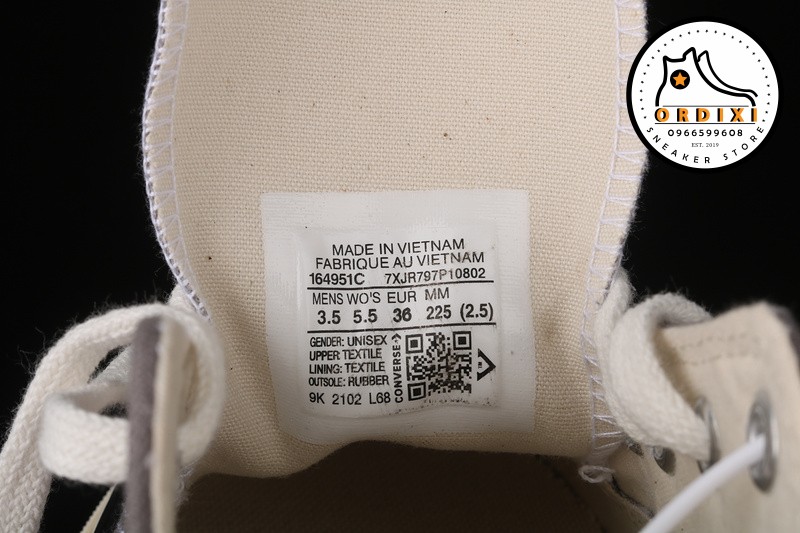 ORDIXI
0966599608
EST. 2019
SNEAKER STORE
MADE IN VIETNAM
FABRIQUE AU VIETNAM
164951C 7XJR797P10802
MENS WO'S EUR MM
3.5 5.5 36 225 (2.5)
GENDER: UNISEX
UPPER: TEXTILE
LINING: TEXTILE
OUTSOLE: RUBBER
9K 2102 L68
CONVERSE